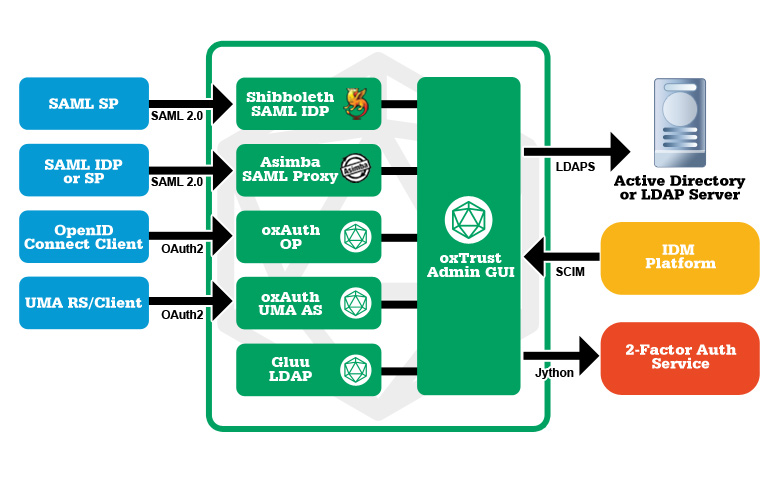 SAML SP
SAML 2.0
Shibboleth
SAML IDP
SAML IDP
or SP
SAML 2.0
Asimba
SAML Proxy
Asimba
OpenID
Connect Client
OAuth2
oxAuth
OP
UMA RS/Client
OAuth2
oxAuth
UMA AS
Gluu
LDAP
oxTrust
Admin GUI
LDAPS
Active Directory
or LDAP Server
SCIM
IDM
Platform
Jython
2-Factor Auth
Service